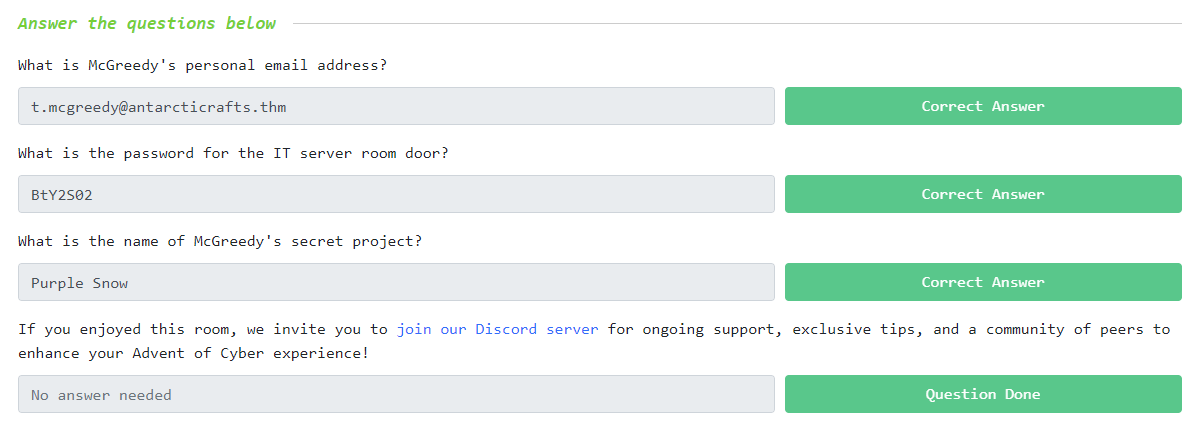 Answer the questions below
What is McGreedy's personal email address?
t.mcgreedy@antarcticrafts.thm
Correct Answer
What is the password for the IT server room door?
BtY2S02
Correct Answer
What is the name of McGreedy's secret project?
Purple Snow
Correct Answer
If you enjoyed this room, we invite you to join our Discord server for ongoing support, exclusive tips, and a community of peers to
enhance your Advent of Cyber experience!
No answer needed
Question Done